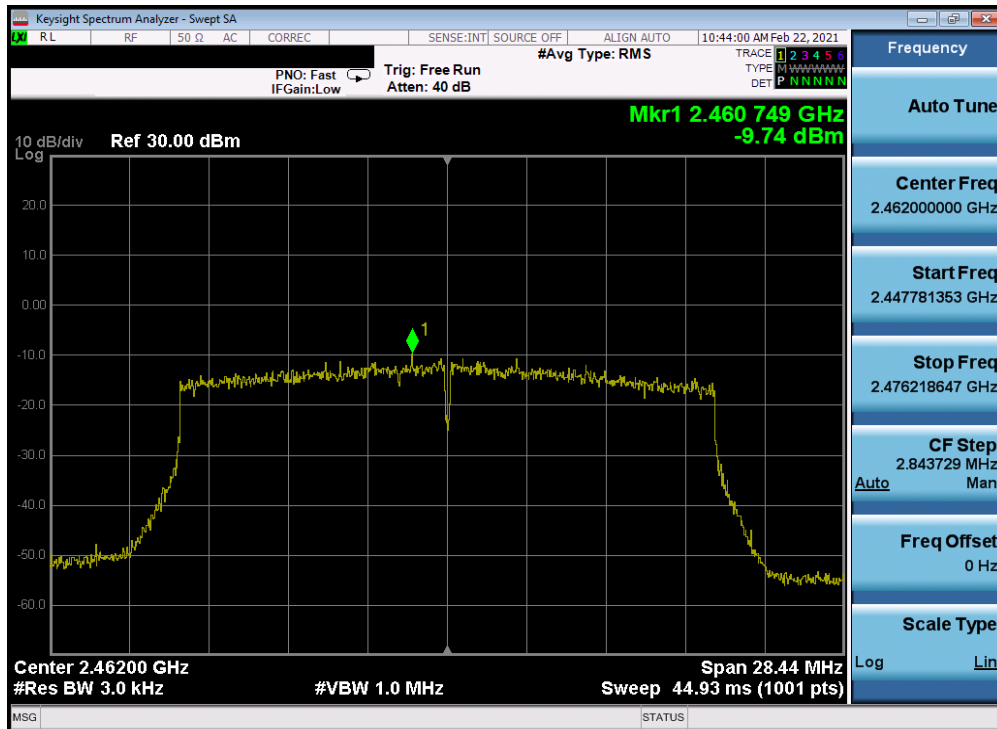 Keysight Spectrum Analyzer - Swept SA
LXI RL RF 50 Ω AC CORREC SENSE:INT SOURCE OFF ALIGN AUTO 10:44:00 AM Feb 22, 2021
#Avg Type: RMS
TRACE 1 2 3 4 5 6
TYPE M WWWWW
DET P N N N N N
PNO: Fast
IFGain:Low
Trig: Free Run
Atten: 40 dB
Mkr1 2.460 749 GHz
-9.74 dBm
10 dB/div
Log
Ref 30.00 dBm
20.0
10.0
0.00
-10.0
-20.0
-30.0
-40.0
-50.0
-60.0
1
Center 2.46200 GHz
#Res BW 3.0 kHz
#VBW 1.0 MHz
Span 28.44 MHz
Sweep 44.93 ms (1001 pts)
MSG
STATUS
Frequency
Auto Tune
Center Freq
2.462000000 GHz
Start Freq
2.447781353 GHz
Stop Freq
2.476218647 GHz
CF Step
2.843729 MHz
Auto Man
Freq Offset
0 Hz
Scale Type
Log Lin